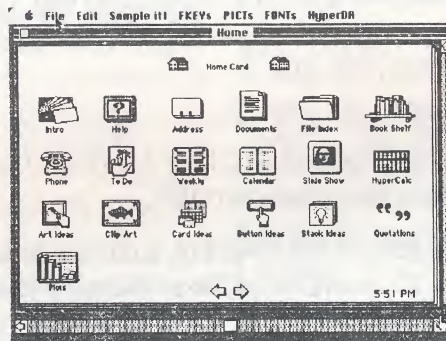 File Edit Sample it! FKEYs PICTs FONTs HyperDA
Home
Home Card
Intro Help Address Documents File Index Book Shelf
Phone To Do Weekly Calendar Slide Show HyperCalc
Art Ideas Clip Art Card Ideas Button Ideas Stack Ideas Quotations
Plots 5:51 PM